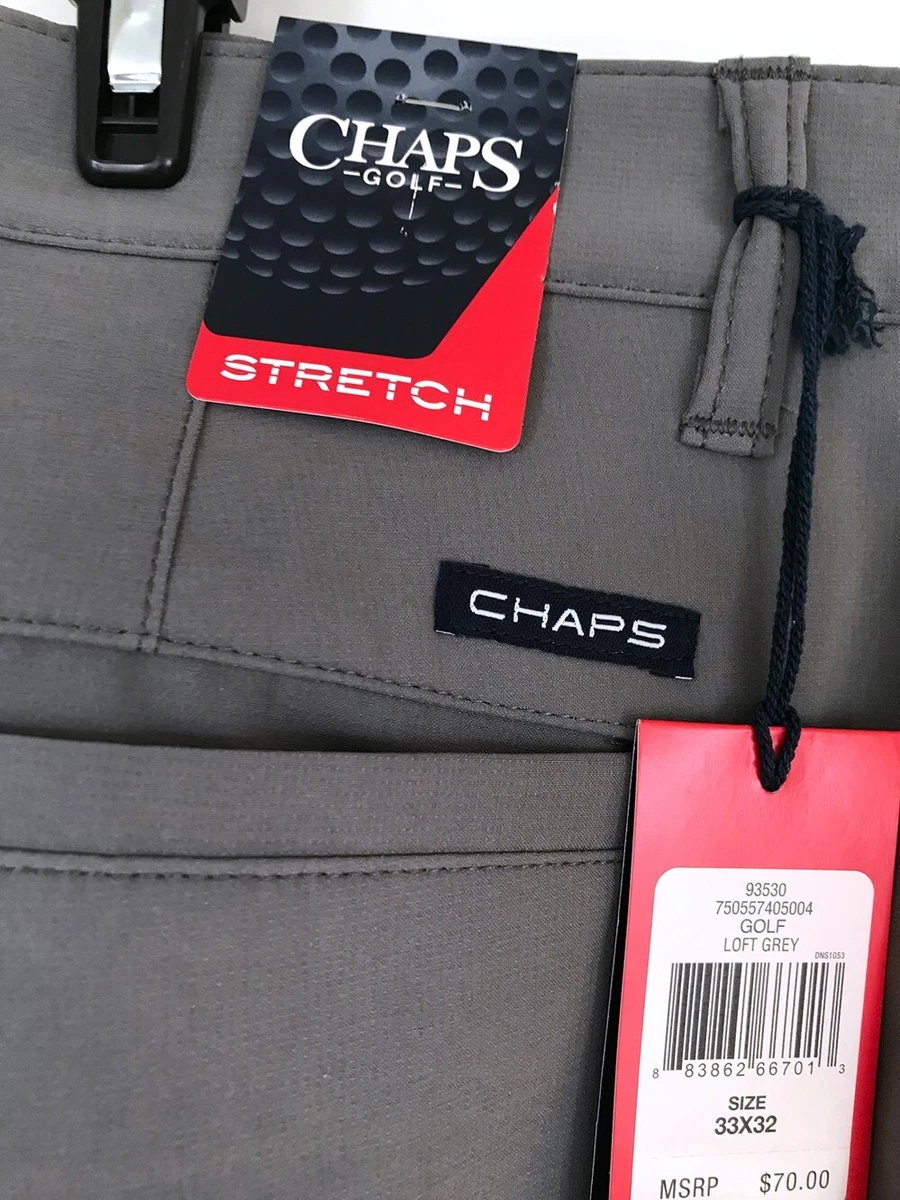 CHAPS
-GOLF-
STRETCH
CHAPS
93530
750557405004
GOLF
LOFT GREY
DNS1053
8 83862 66701 3
SIZE
33X32
MSRP $70.00